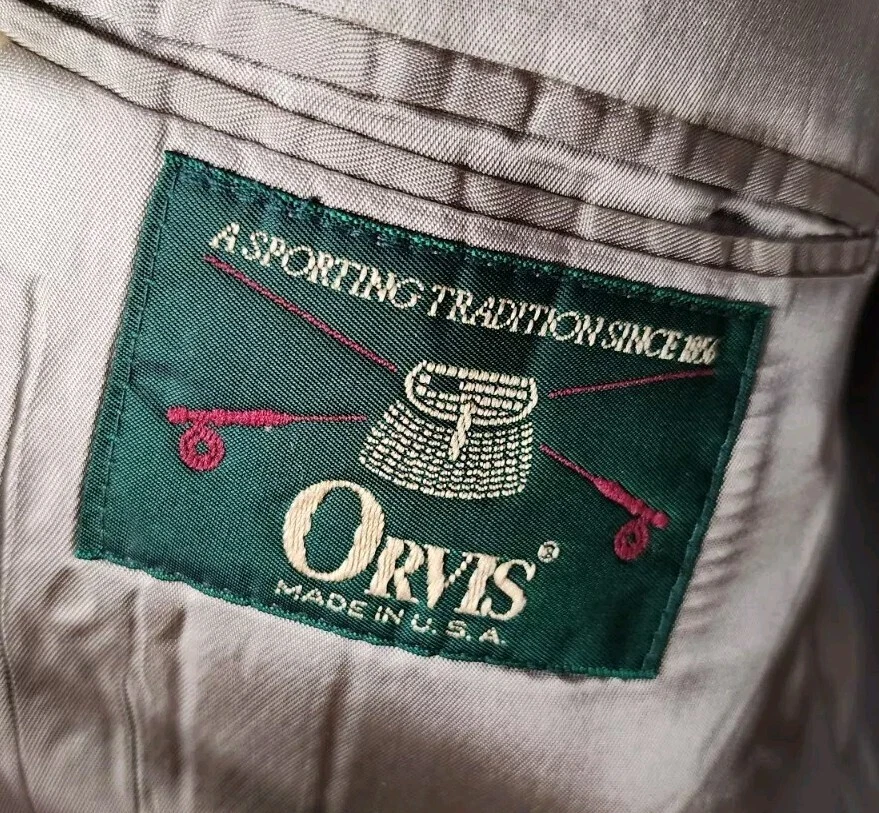 A SPORTING TRADITION SINCE 1856
ORVIS®
MADE IN U.S.A.